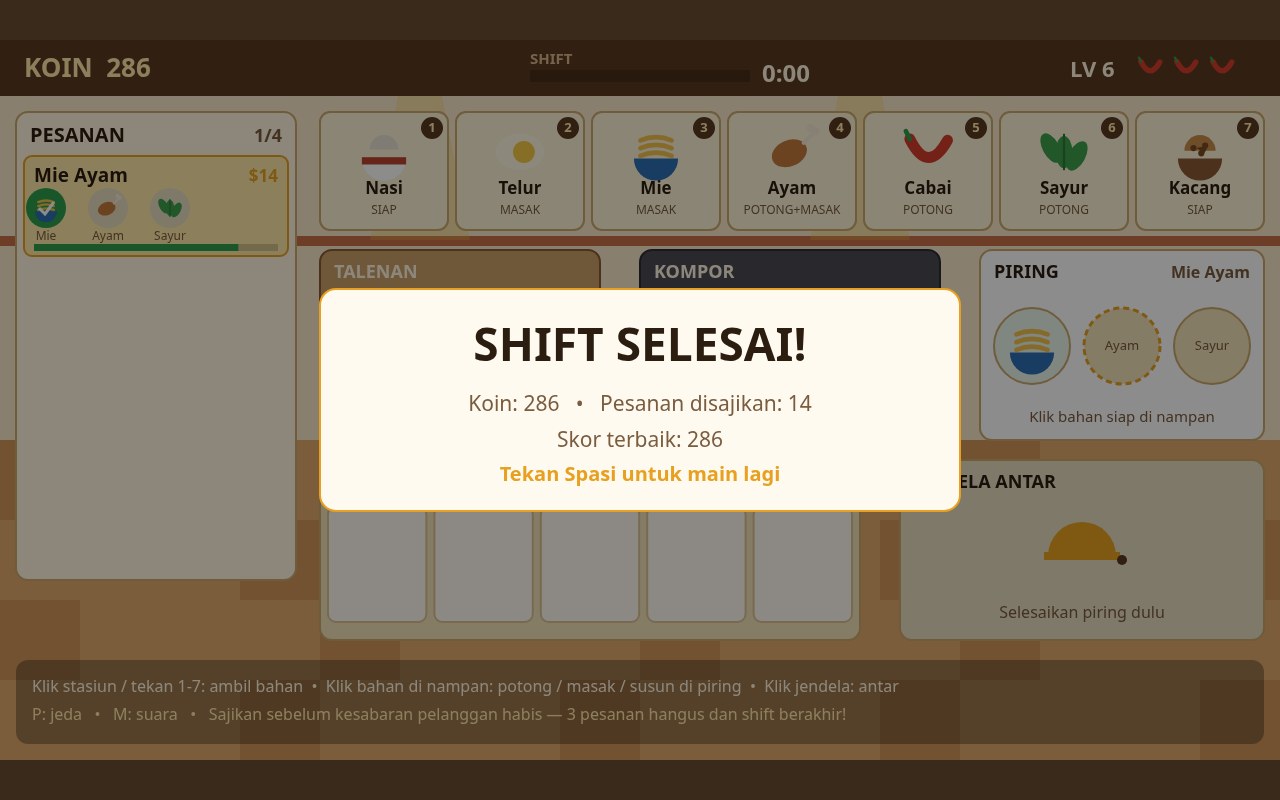 KOIN 286
SHIFT
0:00
LV 6
PESANAN 1/4
Mie Ayam $14
Mie Ayam Sayur
1
Nasi
SIAP
2
Telur
MASAK
3
Mie
MASAK
4
Ayam
POTONG+MASAK
5
Cabai
POTONG
6
Sayur
POTONG
7
Kacang
SIAP
TALENAN
KOMPOR
PIRING Mie Ayam
Ayam
Sayur
Klik bahan siap di nampan
SHIFT SELESAI!
Koin: 286 • Pesanan disajikan: 14
Skor terbaik: 286
Tekan Spasi untuk main lagi
ELA ANTAR
Selesaikan piring dulu
Klik stasiun / tekan 1-7: ambil bahan • Klik bahan di nampan: potong / masak / susun di piring • Klik jendela: antar
P: jeda • M: suara • Sajikan sebelum kesabaran pelanggan habis — 3 pesanan hangus dan shift berakhir!